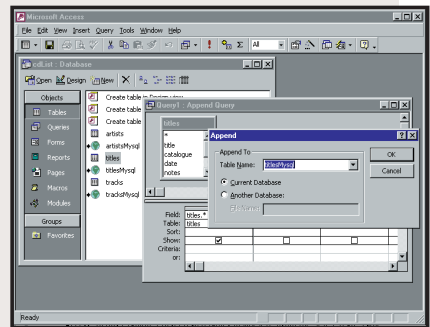 Microsoft Access
File Edit View Insert Query Tools Window Help
All
cdList : Database
Open Design New
Objects
Tables
Queries
Forms
Reports
Pages
Macros
Modules
Groups
Favorites
Create table in Design view
Create table
Create table
artists
artistsMysql
titles
titlesMysql
tracks
tracksMysql
Query1 : Append Query
titles
*
title
catalogue
date
notes
Field: titles.*
Table: titles
Sort:
Show:
Criteria:
or:
Append
Append To
Table Name: titlesMysql
Current Database
Another Database:
File Name:
OK
Cancel
Ready